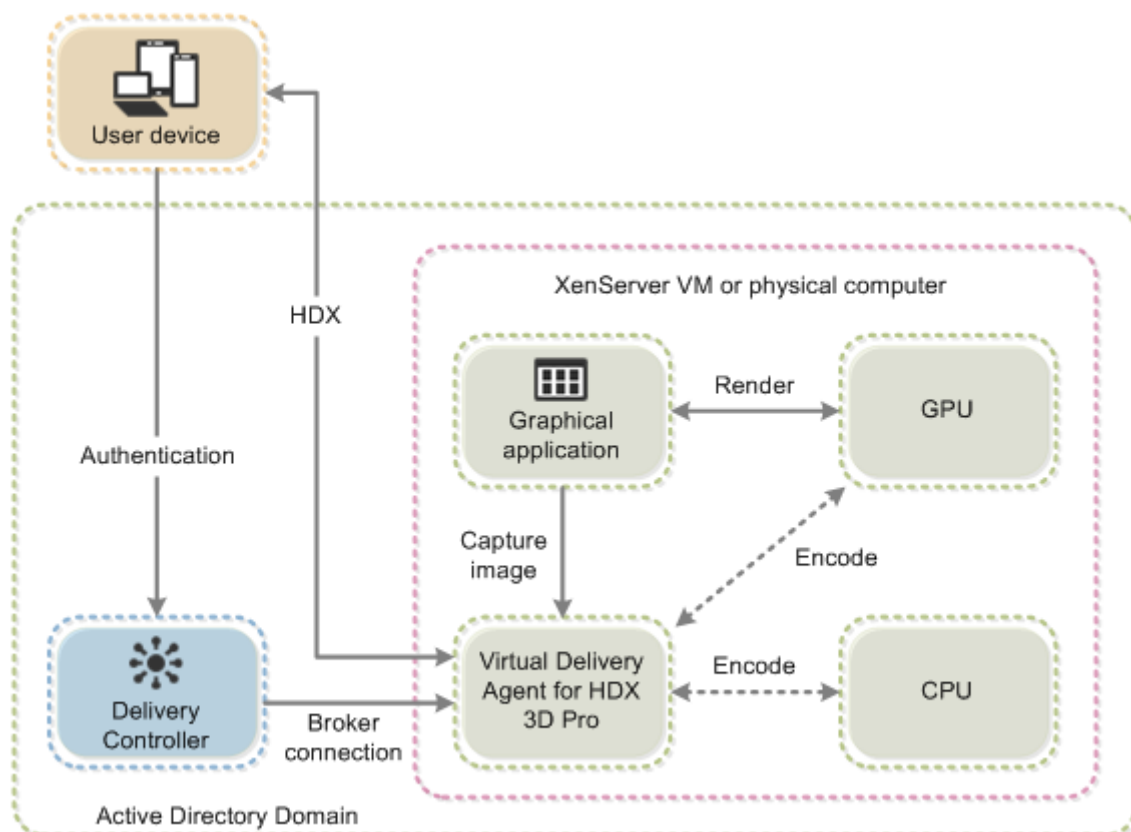 User device
XenServer VM or physical computer
HDX
Graphical
application
Render
GPU
Authentication
Capture
image
Encode
Delivery
Controller
Broker
connection
Virtual Delivery
Agent for HDX
3D Pro
Encode
CPU
Active Directory Domain